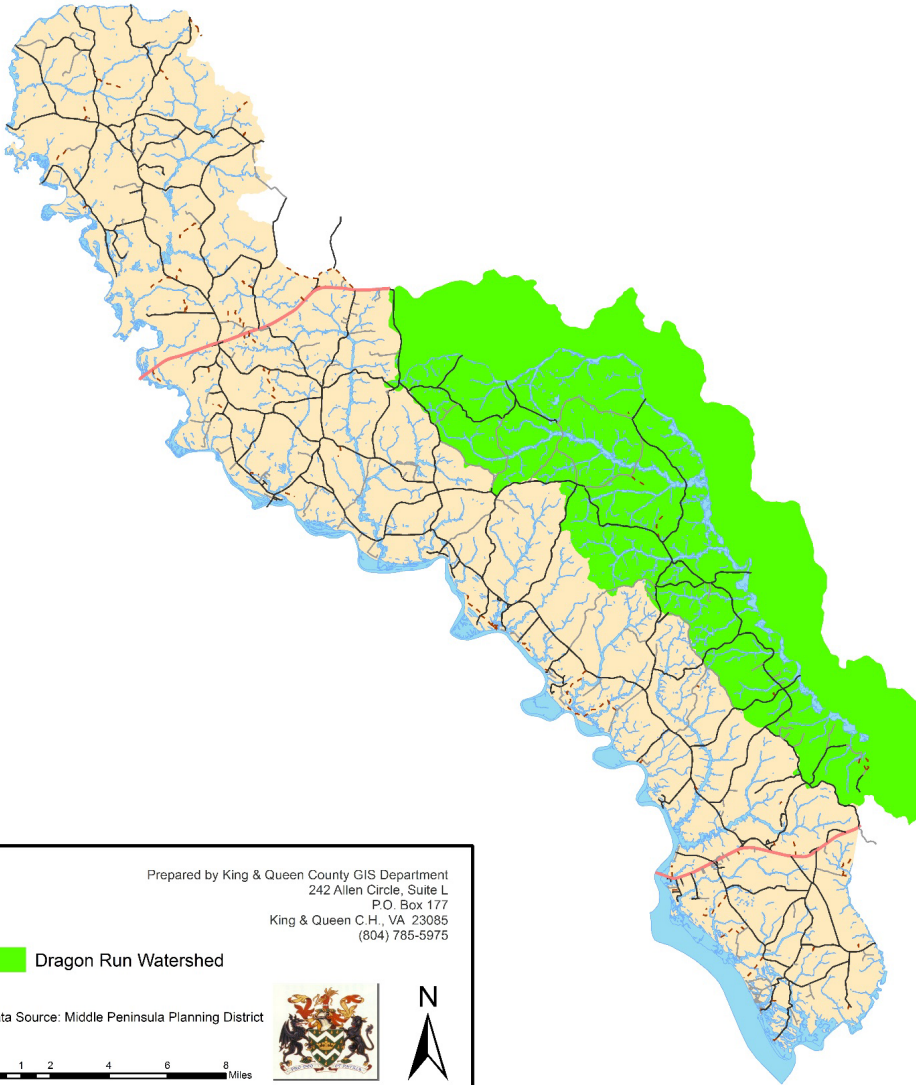 Prepared by King & Queen County GIS Department
242 Allen Circle, Suite L
P.O. Box 177
King & Queen C.H., VA 23085
(804) 785-5975
Dragon Run Watershed
ta Source: Middle Peninsula Planning District
N
1 2 4 6 8
Miles